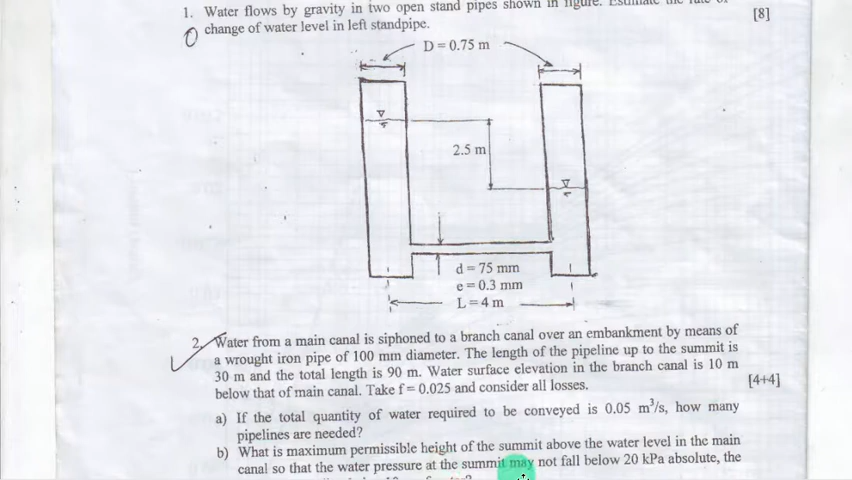 1. Water flows by gravity in two open stand pipes shown in figure. Estimate the rate of
change of water level in left standpipe.
[8]
D = 0.75 m
2.5 m
d = 75 mm
e = 0.3 mm
L = 4 m
2. Water from a main canal is siphoned to a branch canal over an embankment by means of
a wrought iron pipe of 100 mm diameter. The length of the pipeline up to the summit is
30 m and the total length is 90 m. Water surface elevation in the branch canal is 10 m
below that of main canal. Take f = 0.025 and consider all losses.
[4+4]
a) If the total quantity of water required to be conveyed is 0.05 m³/s, how many
pipelines are needed?
b) What is maximum permissible height of the summit above the water level in the main
canal so that the water pressure at the summit may not fall below 20 kPa absolute, the